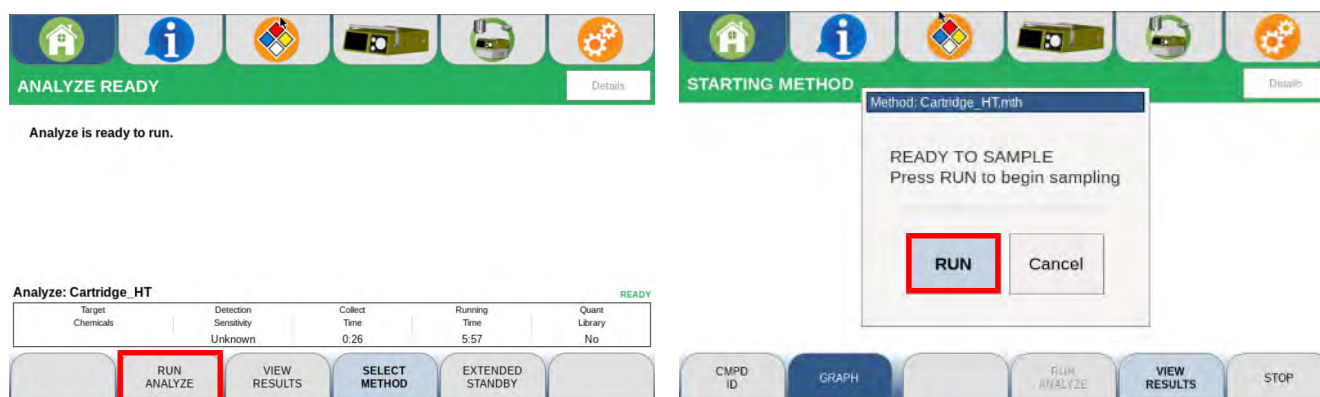 ANALYZE READY
Details
Analyze is ready to run.
Analyze: Cartridge_HT
READY
Target
Chemicals
Detection
Sensitivity
Unknown
Collect
Time
0:26
Running
Time
5:57
Quant
Library
No
RUN
ANALYZE
VIEW
RESULTS
SELECT
METHOD
EXTENDED
STANDBY
STARTING METHOD
Details
Method: Cartridge_HT.mth
READY TO SAMPLE
Press RUN to begin sampling
RUN
Cancel
CMPD
ID
GRAPH
RUN
ANALYZE
VIEW
RESULTS
STOP